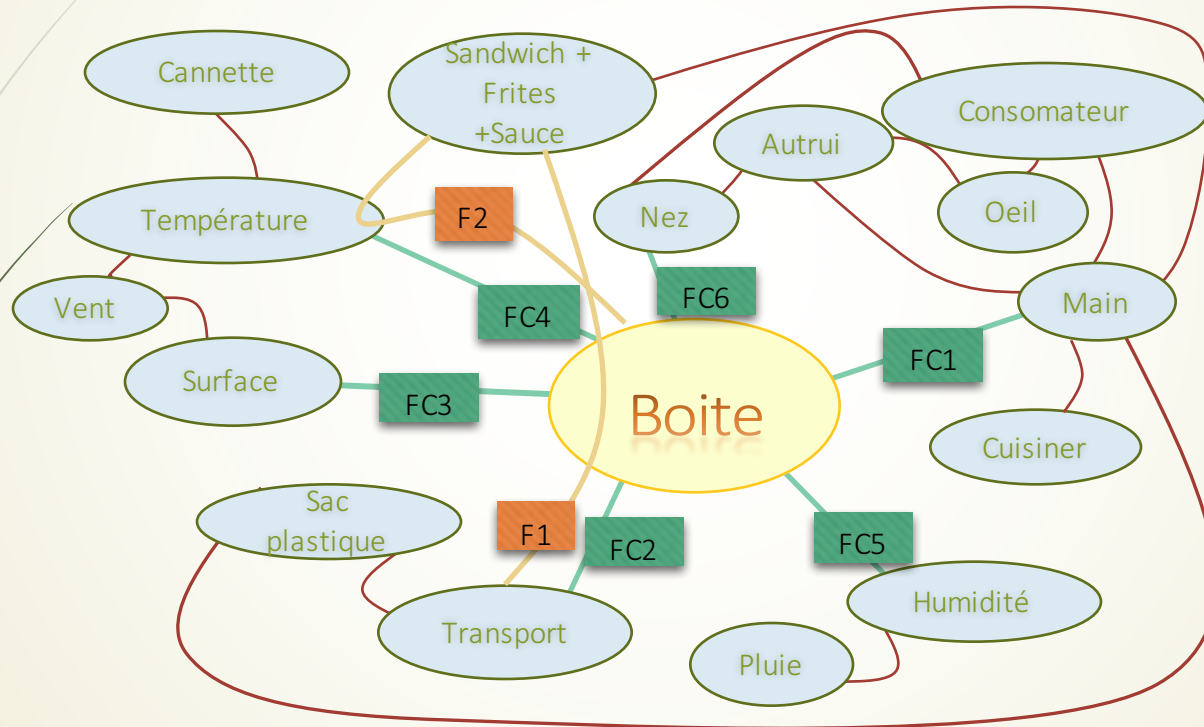 Cannette
Sandwich +
Frites
+Sauce
Consomateur
Autrui
Température
F2
Nez
Oeil
FC6
Vent
FC4
Main
FC1
Surface
FC3
Boite
Cuisiner
Sac
plastique
F1
FC2
FC5
Humidité
Transport
Pluie